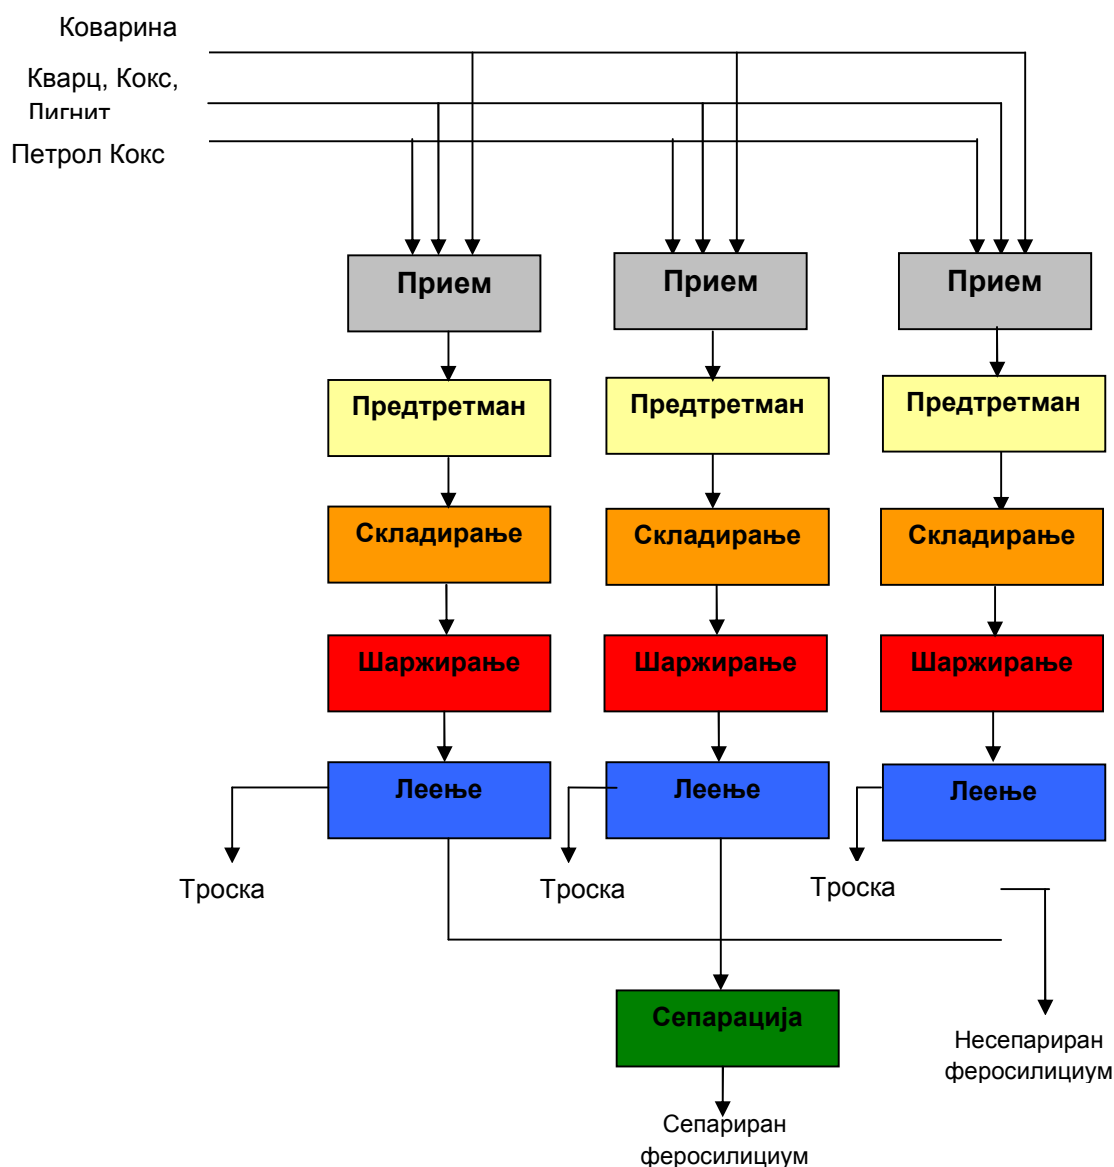 Коварина
Кварц, Кокс,
Лигнит
Петрол Кокс
Прием
Прием
Прием
Предтретман
Предтретман
Предтретман
Складирање
Складирање
Складирање
Шаржирање
Шаржирање
Шаржирање
Леење
Леење
Леење
Троска
Троска
Троска
Сепарација
Несепариран
феросилициум
Сепариран
феросилициум